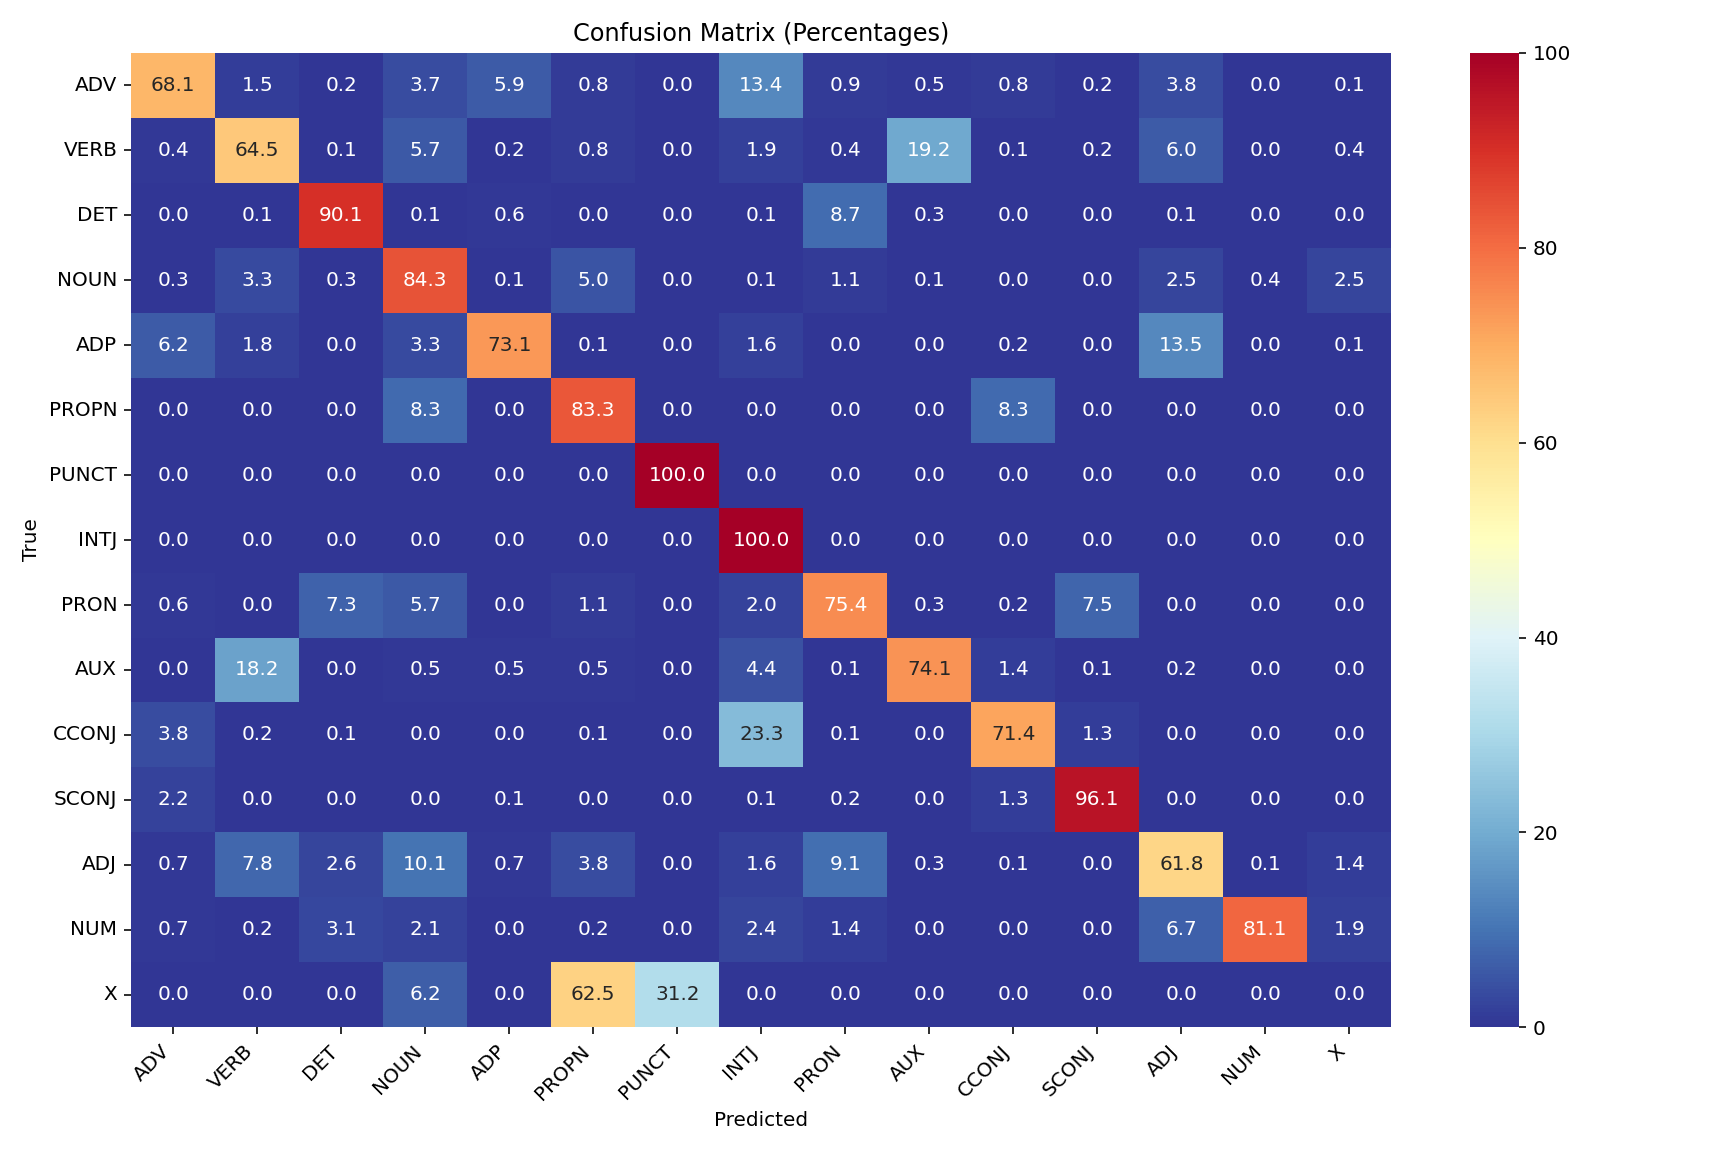 Confusion Matrix (Percentages)
ADV 68.1 1.5 0.2 3.7 5.9 0.8 0.0 13.4 0.9 0.5 0.8 0.2 3.8 0.0 0.1
VERB 0.4 64.5 0.1 5.7 0.2 0.8 0.0 1.9 0.4 19.2 0.1 0.2 6.0 0.0 0.4
DET 0.0 0.1 90.1 0.1 0.6 0.0 0.0 0.1 8.7 0.3 0.0 0.0 0.1 0.0 0.0
NOUN 0.3 3.3 0.3 84.3 0.1 5.0 0.0 0.1 1.1 0.1 0.0 0.0 2.5 0.4 2.5
ADP 6.2 1.8 0.0 3.3 73.1 0.1 0.0 1.6 0.0 0.0 0.2 0.0 13.5 0.0 0.1
PROPN 0.0 0.0 0.0 8.3 0.0 83.3 0.0 0.0 0.0 0.0 8.3 0.0 0.0 0.0 0.0
PUNCT 0.0 0.0 0.0 0.0 0.0 0.0 100.0 0.0 0.0 0.0 0.0 0.0 0.0 0.0 0.0
INTJ 0.0 0.0 0.0 0.0 0.0 0.0 0.0 100.0 0.0 0.0 0.0 0.0 0.0 0.0 0.0
PRON 0.6 0.0 7.3 5.7 0.0 1.1 0.0 2.0 75.4 0.3 0.2 7.5 0.0 0.0 0.0
AUX 0.0 18.2 0.0 0.5 0.5 0.5 0.0 4.4 0.1 74.1 1.4 0.1 0.2 0.0 0.0
CCONJ 3.8 0.2 0.1 0.0 0.0 0.1 0.0 23.3 0.1 0.0 71.4 1.3 0.0 0.0 0.0
SCONJ 2.2 0.0 0.0 0.0 0.1 0.0 0.0 0.1 0.2 0.0 1.3 96.1 0.0 0.0 0.0
ADJ 0.7 7.8 2.6 10.1 0.7 3.8 0.0 1.6 9.1 0.3 0.1 0.0 61.8 0.1 1.4
NUM 0.7 0.2 3.1 2.1 0.0 0.2 0.0 2.4 1.4 0.0 0.0 0.0 6.7 81.1 1.9
X 0.0 0.0 0.0 6.2 0.0 62.5 31.2 0.0 0.0 0.0 0.0 0.0 0.0 0.0 0.0
ADV VERB DET NOUN ADP PROPN PUNCT INTJ PRON AUX CCONJ SCONJ ADJ NUM X
Predicted
True
100
80
60
40
20
0